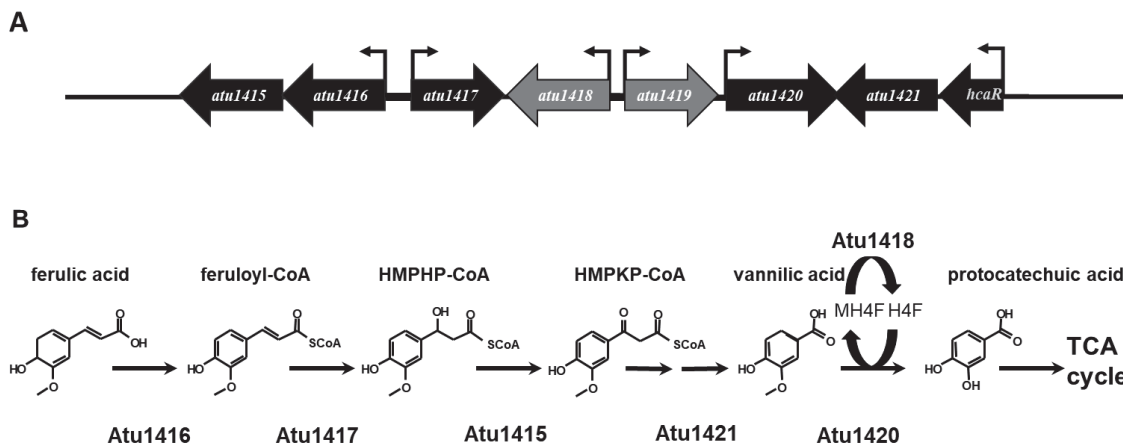 A
atu1415 atu1416 atu1417 atu1418 atu1419 atu1420 atu1421 hcaR
B
Atu1418
ferulic acid feruloyl-CoA HMPHP-CoA HMPKP-CoA vannilic acid protocatechuic acid
MH4F H4F
O OH HO O
O SCoA HO O
OH O SCoA HO O
O O SCoA HO O
OH O HO O
OH O HO OH
TCA
cycle
Atu1416 Atu1417 Atu1415 Atu1421 Atu1420